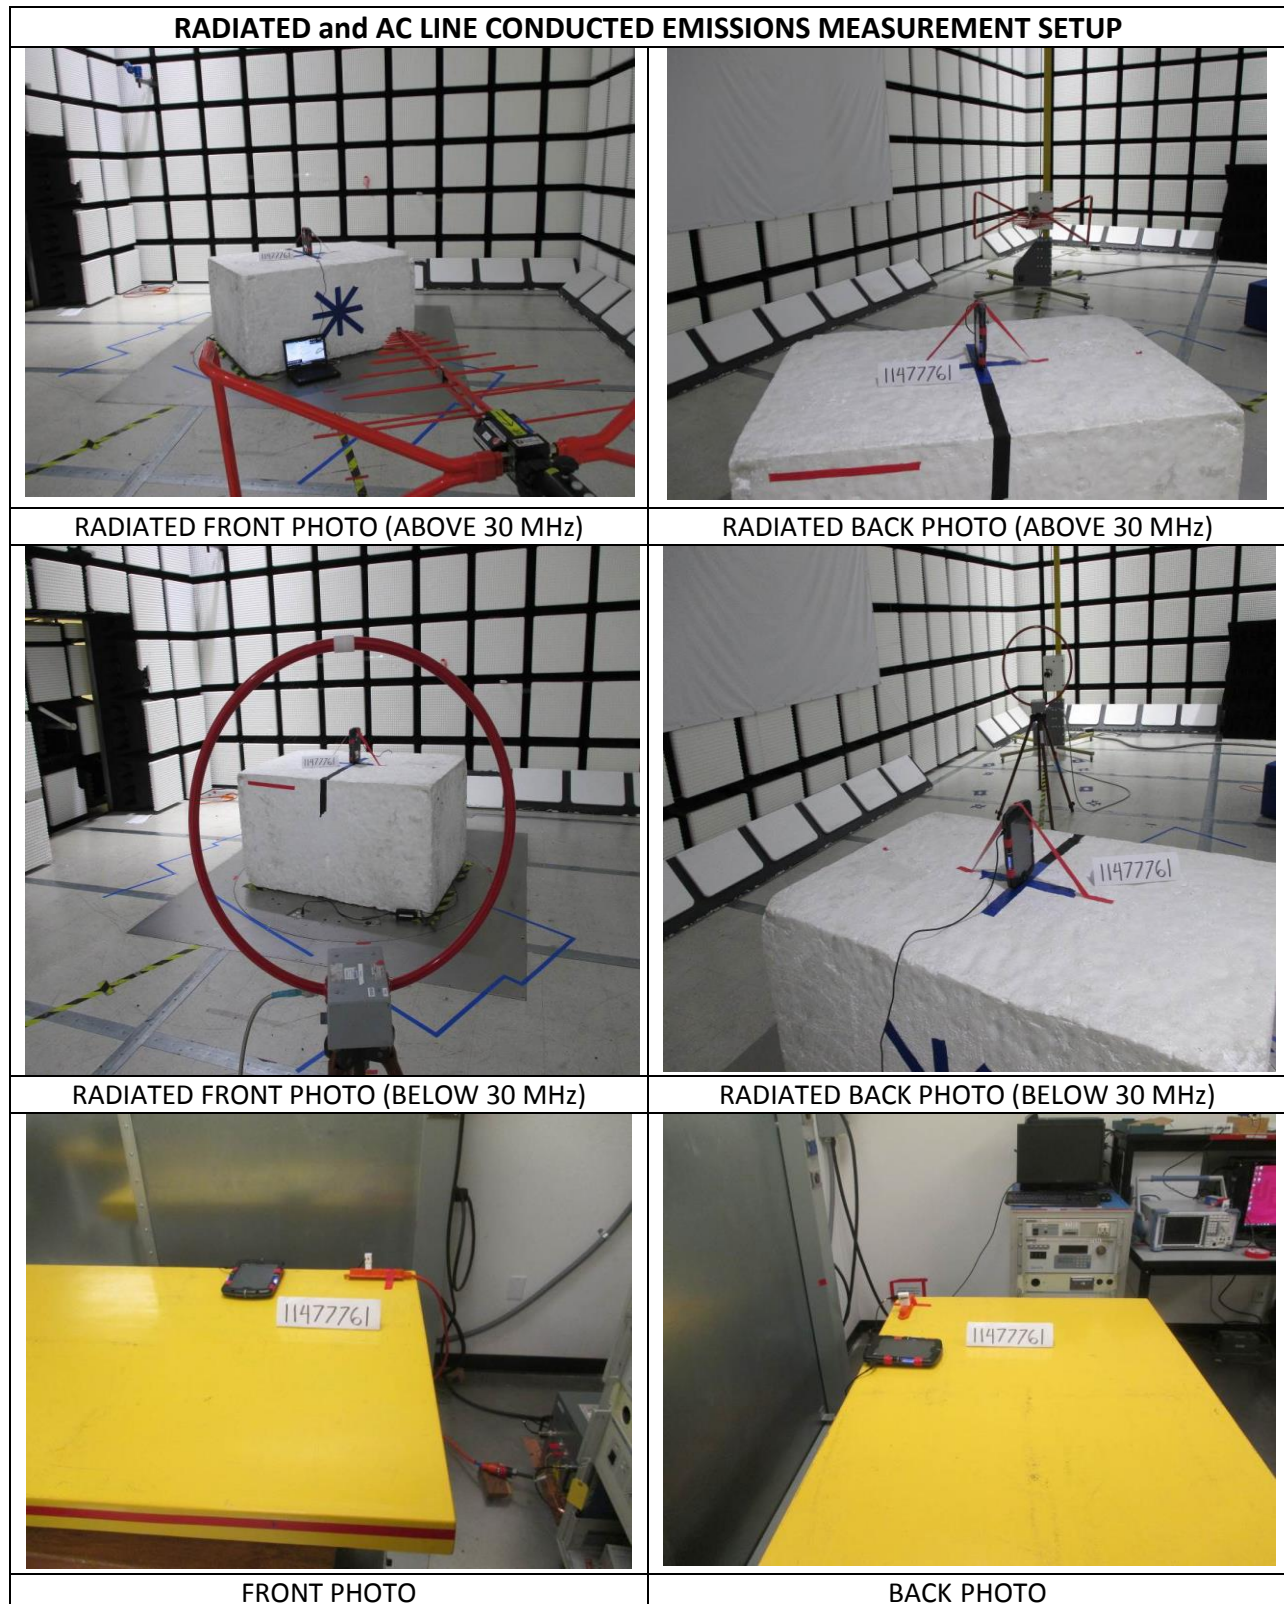 RADIATED and AC LINE CONDUCTED EMISSIONS MEASUREMENT SETUP
11477761
11477761
RADIATED FRONT PHOTO (ABOVE 30 MHz)
RADIATED BACK PHOTO (ABOVE 30 MHz)
11477761
11477761
RADIATED FRONT PHOTO (BELOW 30 MHz)
RADIATED BACK PHOTO (BELOW 30 MHz)
11477761
11477761
FRONT PHOTO
BACK PHOTO